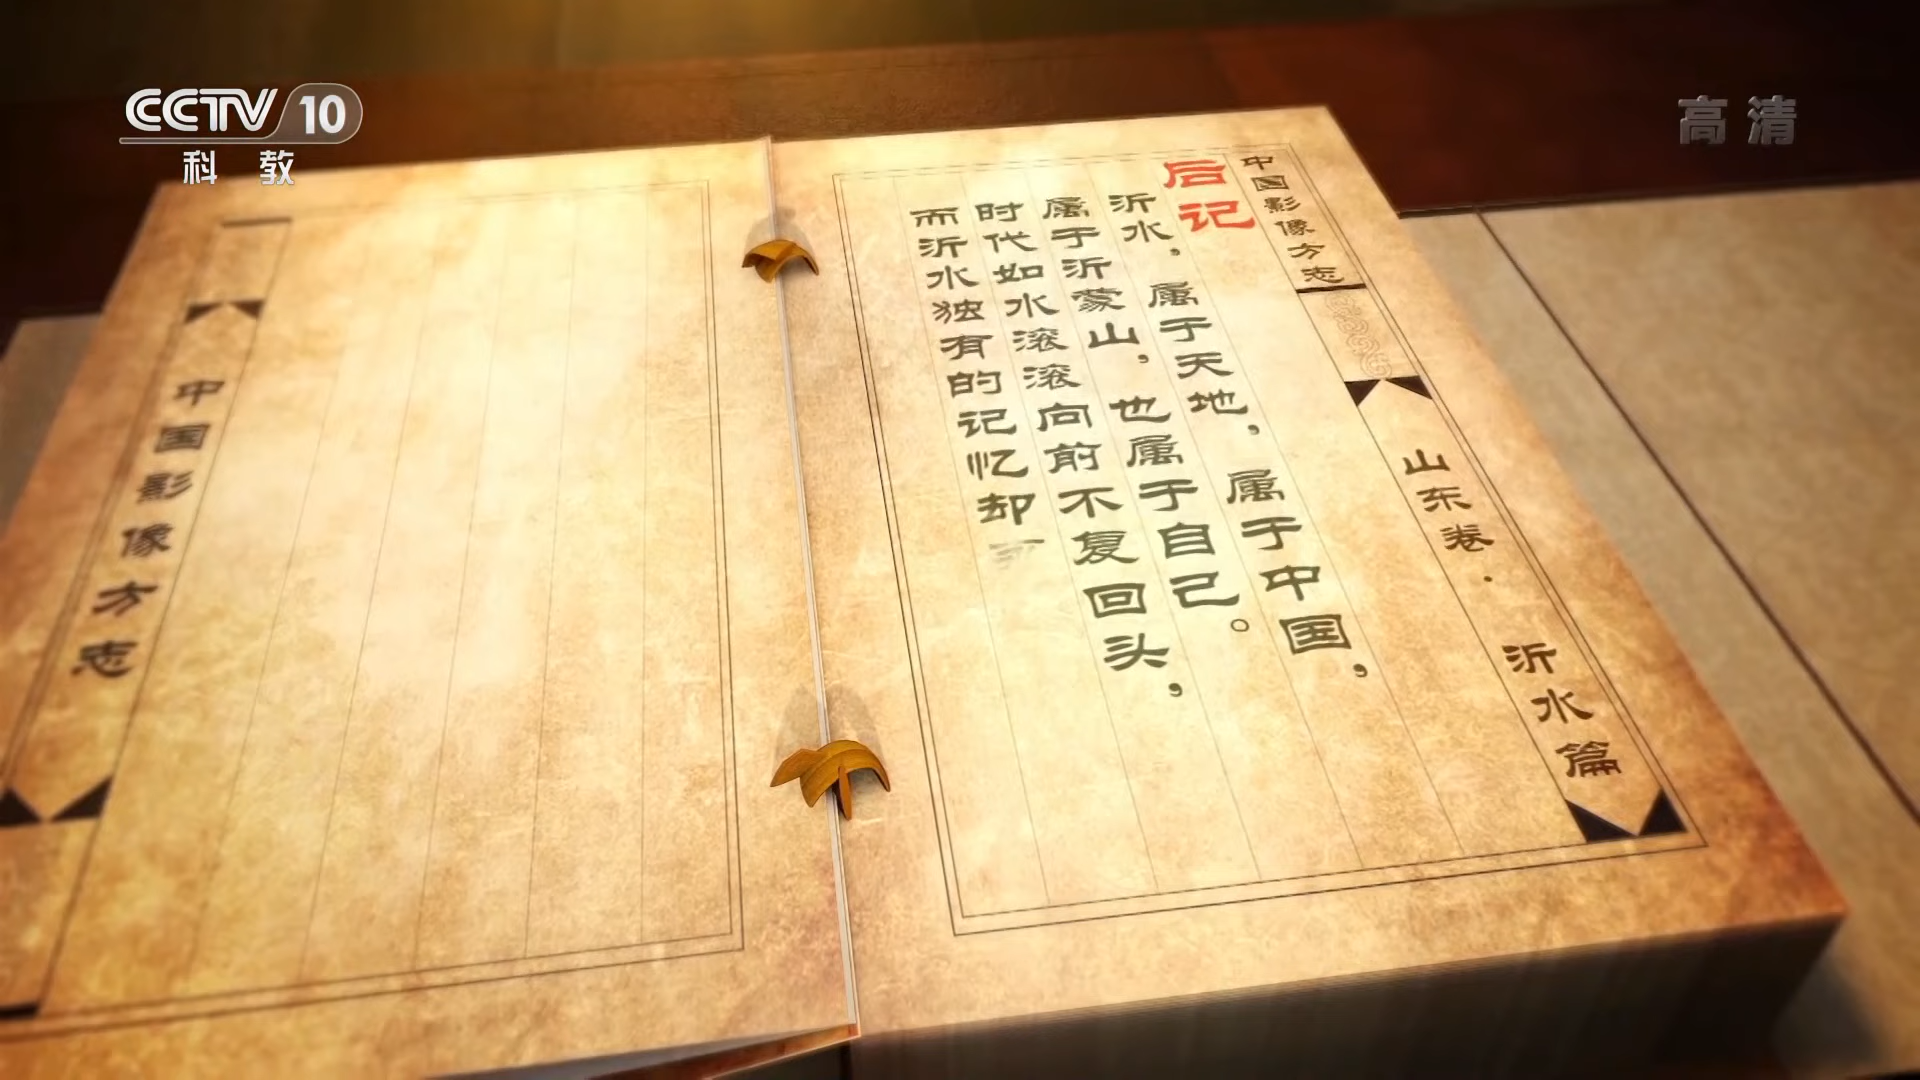 CCTV 10
科教
高清
中国影像方志
山东卷·沂水篇
后记
沂水，属于天地，属于中国，
属于沂蒙山，也属于自己。
时代如水滚滚向前不复回头，
而沂水独有的记忆却
中国影像方志